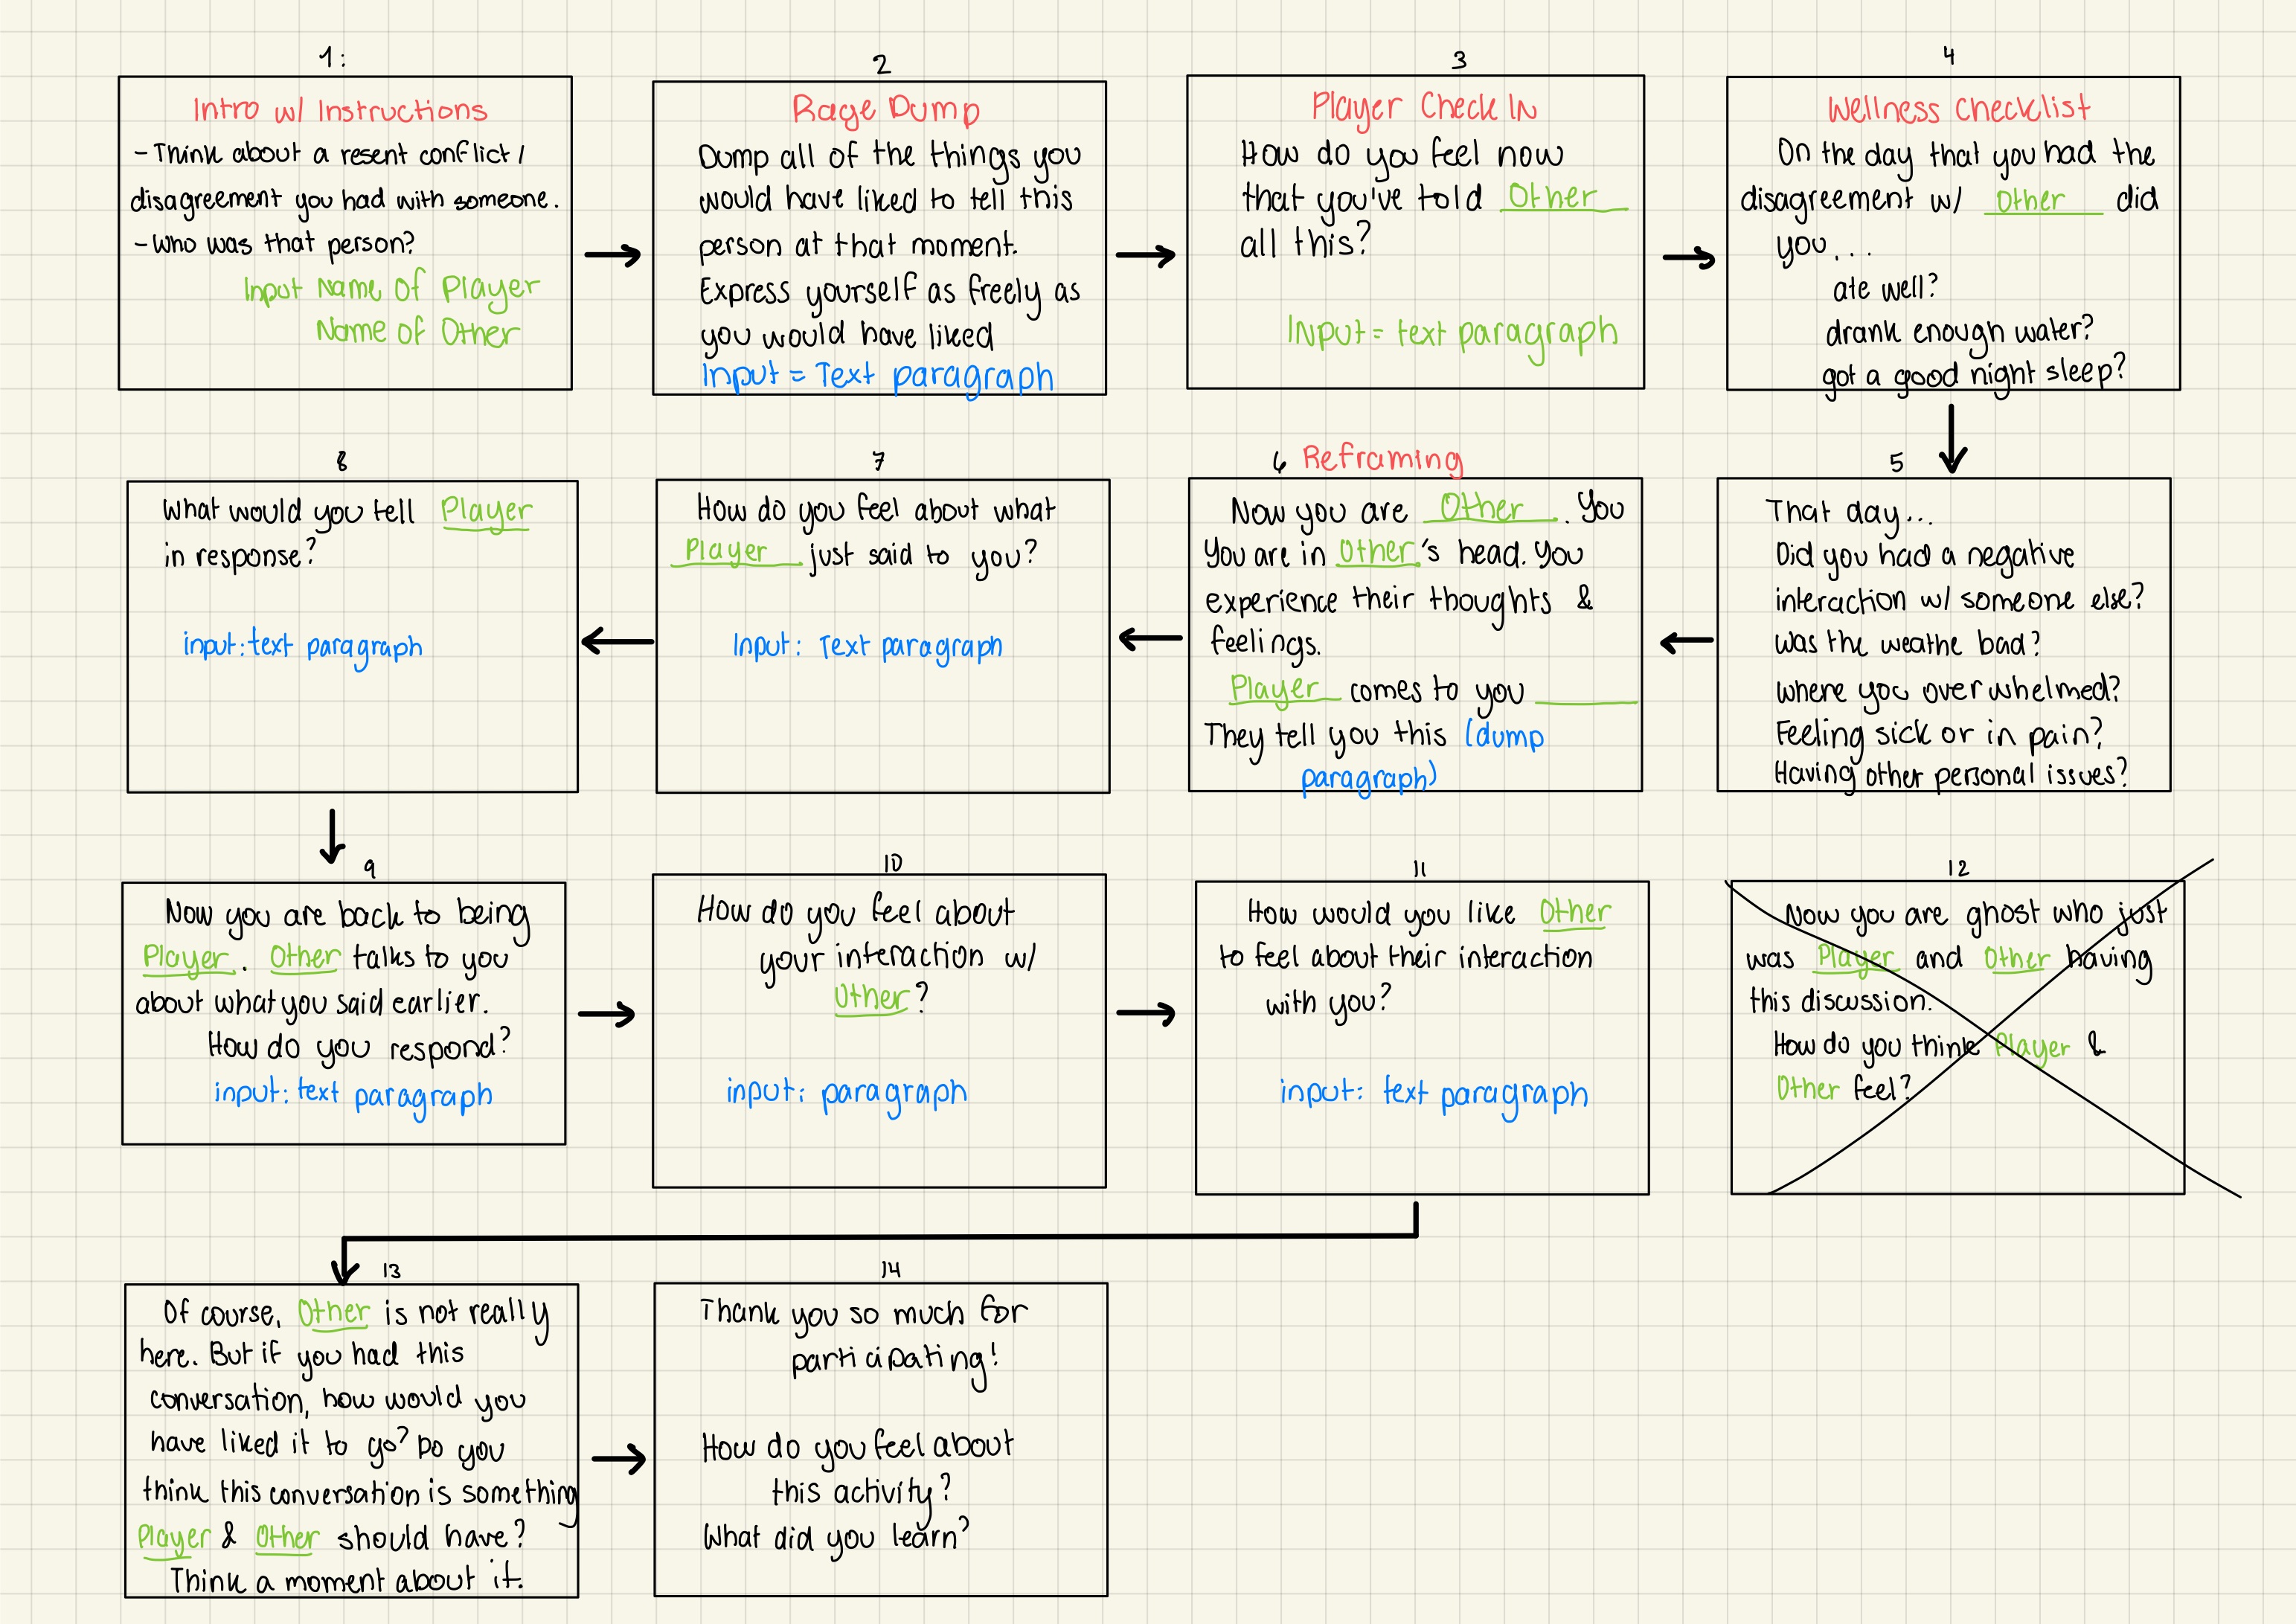 1:
Intro w/ Instructions
- Think about a resent conflict /
disagreement you had with someone.
- Who was that person?
Input Name of Player
Name of Other
2
Rage Dump
Dump all of the things you
would have liked to tell this
person at that moment.
Express yourself as freely as
you would have liked
Input = Text paragraph
3
Player Check IN
How do you feel now
that you've told Other
all this?
INput = text paragraph
4
Wellness Checklist
On the day that you had the
disagreement w/ Other did
you ...
ate well?
drank enough water?
got a good night sleep?
5
That day...
Did you had a negative
interaction w/ someone else?
was the weathe bad?
where you overwhelmed?
Feeling sick or in pain?
Having other personal issues?
6 Reframing
Now you are Other. You
You are in Other's head. You
experience their thoughts &
feelings.
Player comes to you ______
They tell you this (dump
paragraph)
7
How do you feel about what
Player just said to you?
Input: Text paragraph
8
What would you tell Player
in response?
input: text paragraph
9
Now you are back to being
Player. Other talks to you
about what you said earlier.
How do you respond?
input: text paragraph
10
How do you feel about
your interaction w/
Other?
input: paragraph
11
How would you like Other
to feel about their interaction
with you?
input: text paragraph
12
Now you are ghost who just
was Player and Other having
this discussion.
How do you think Player &
Other feel?
13
Of course, Other is not really
here. But if you had this
conversation, how would you
have liked it to go? Do you
think this conversation is something
Player & Other should have?
Think a moment about it.
14
Thank you so much for
participating!
How do you feel about
this activity?
What did you learn?